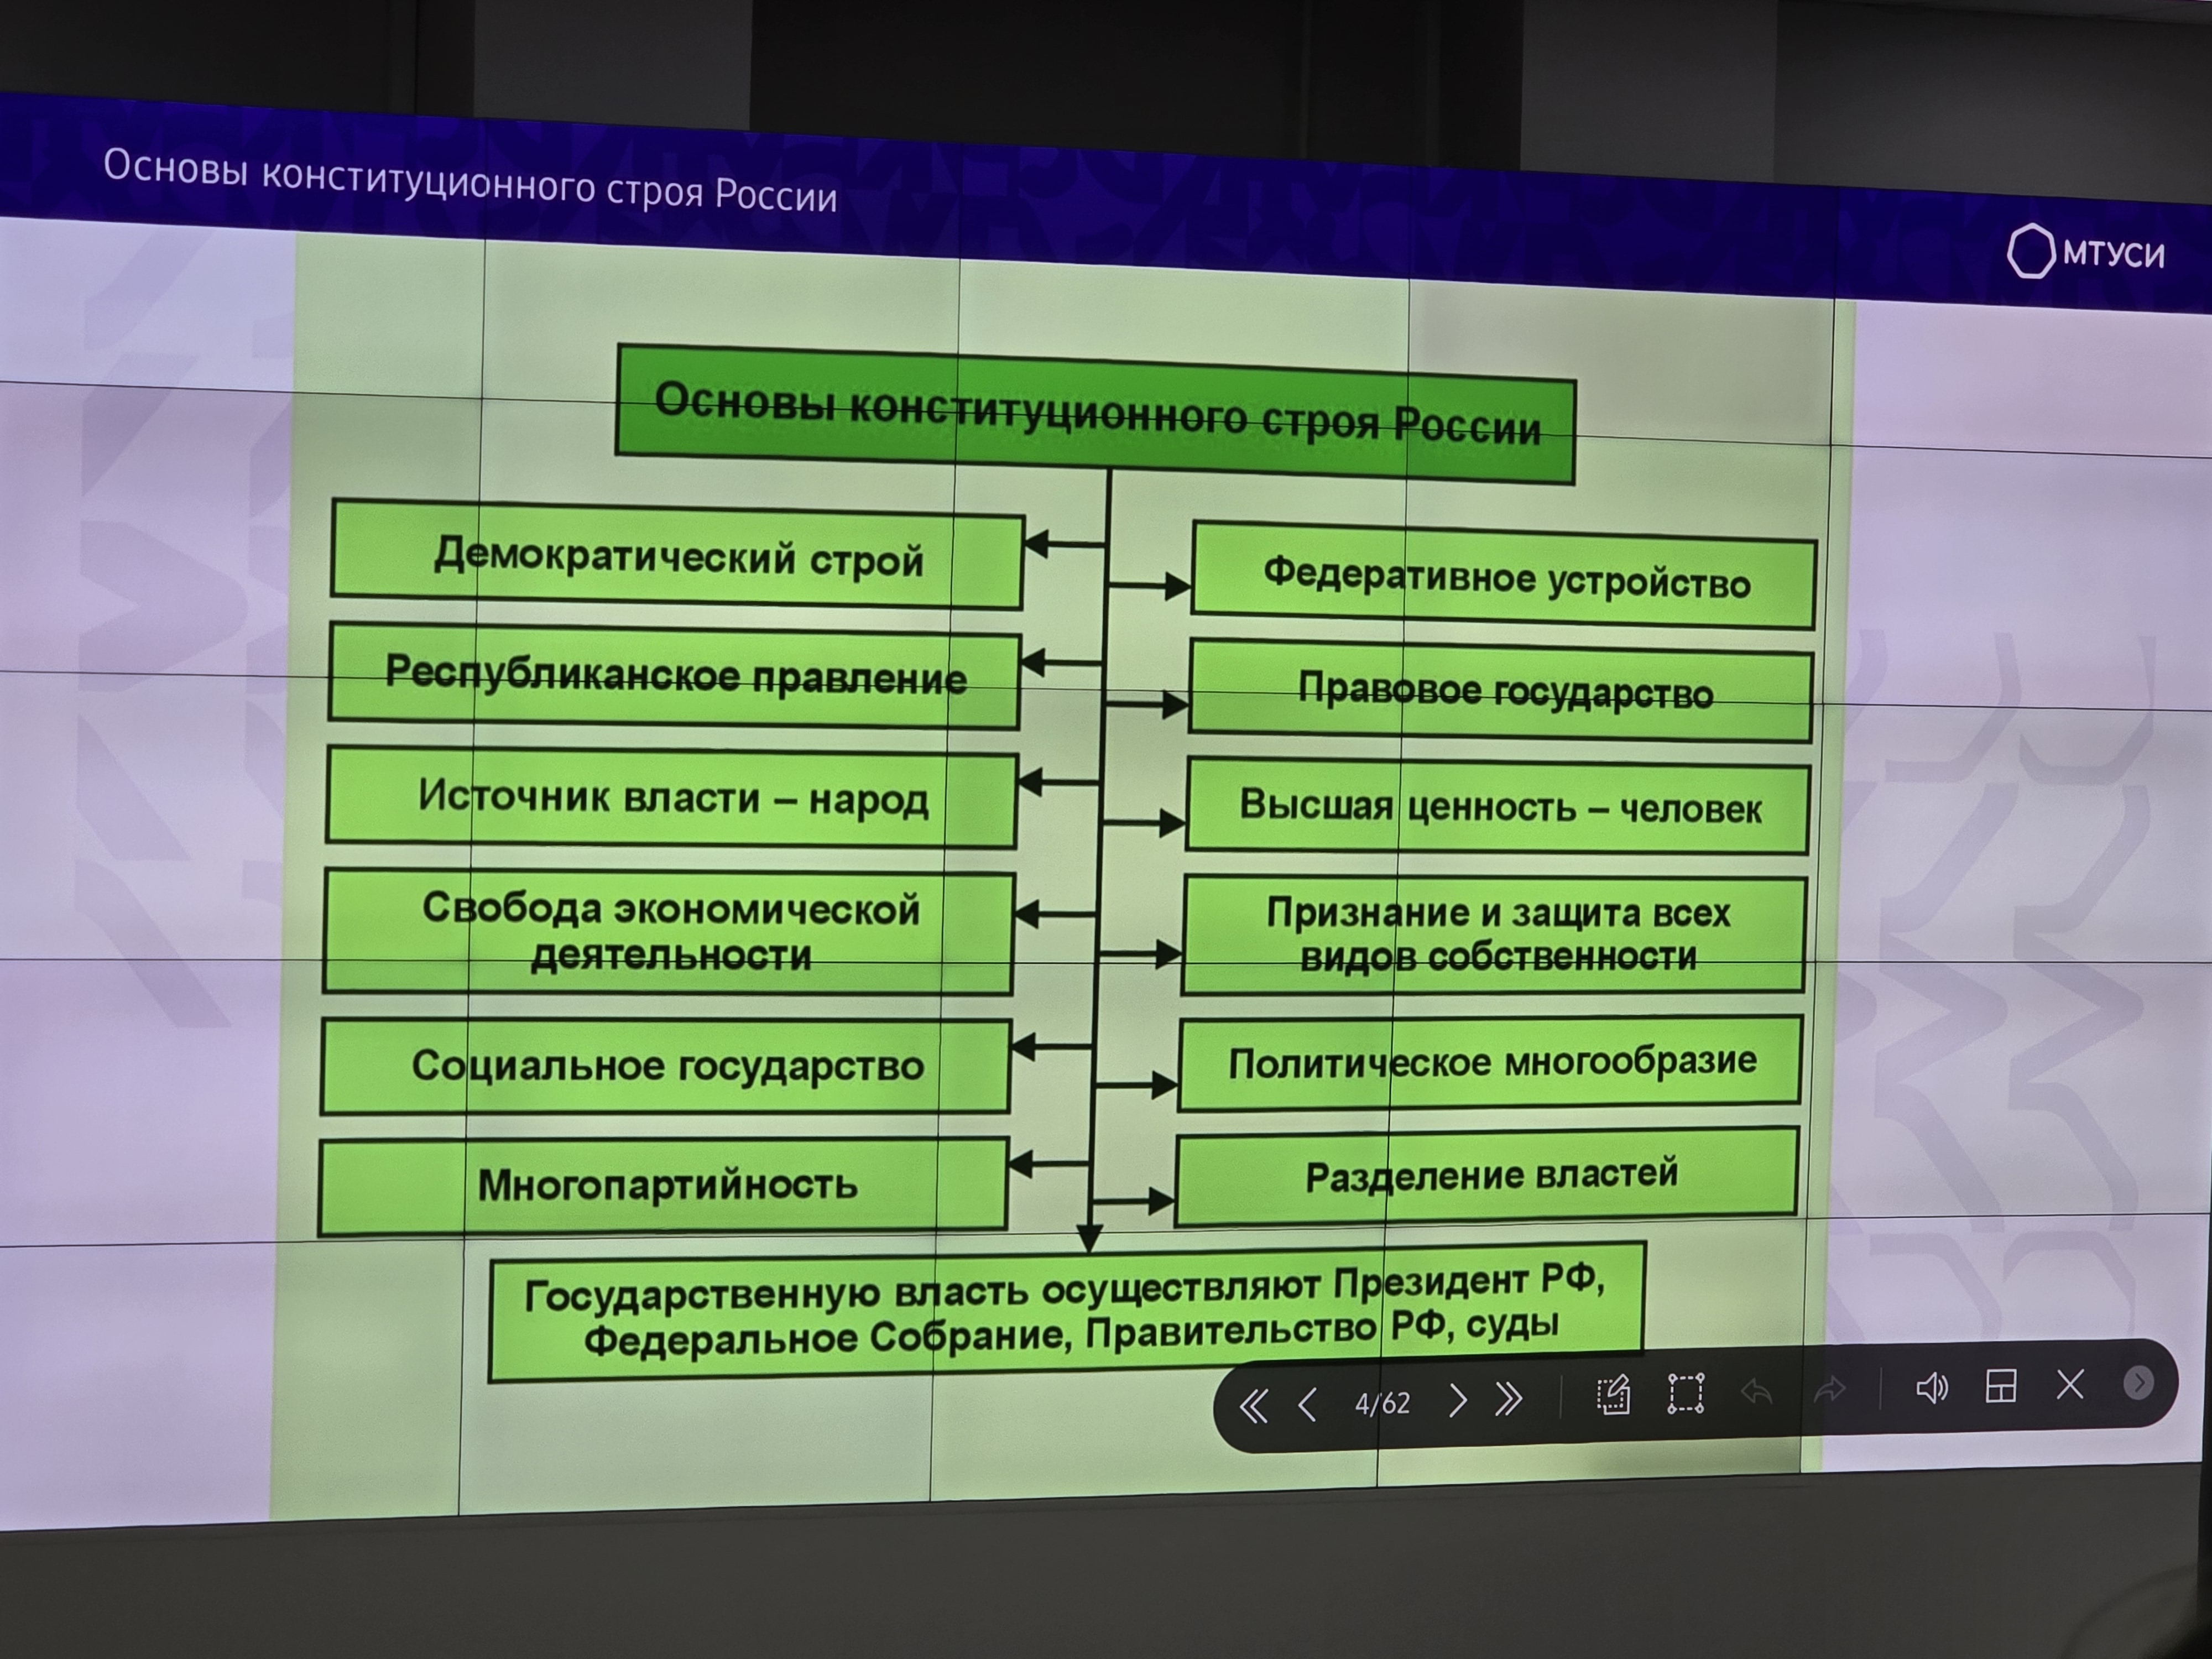 Основы конституционного строя России
МТУСИ
Основы конституционного строя России
Демократический строй
Федеративное устройство
Республиканское правление
Правовое государство
Источник власти – народ
Высшая ценность – человек
Свобода экономической
деятельности
Признание и защита всех
видов собственности
Социальное государство
Политическое многообразие
Многопартийность
Разделение властей
Государственную власть осуществляют Президент РФ,
Федеральное Собрание, Правительство РФ, суды
4/62